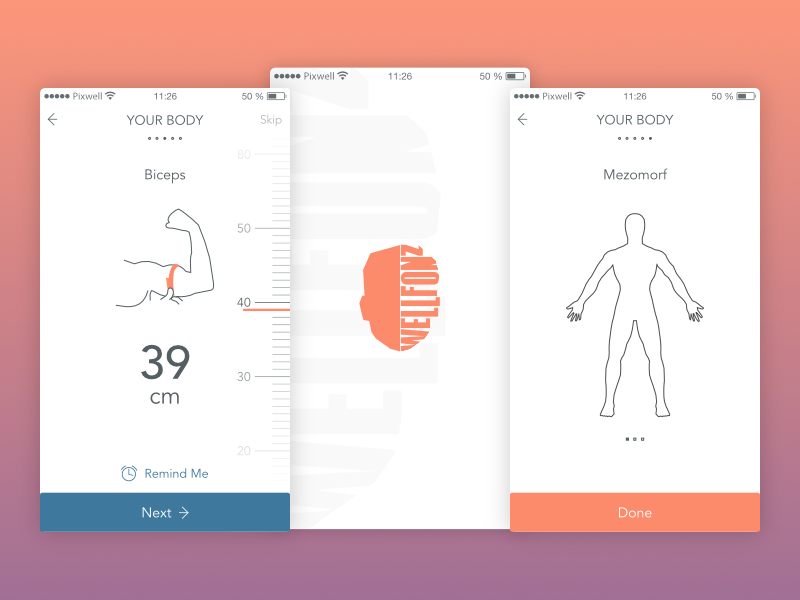 Pixwell 11:26 50 %
YOUR BODY Skip
Biceps
60
50
40
30
20
39
cm
Remind Me
Next
Pixwell 11:26 50 %
WELLFONZ
WELLFONZ
Pixwell 11:26 50 %
YOUR BODY
Mezomorf
Done